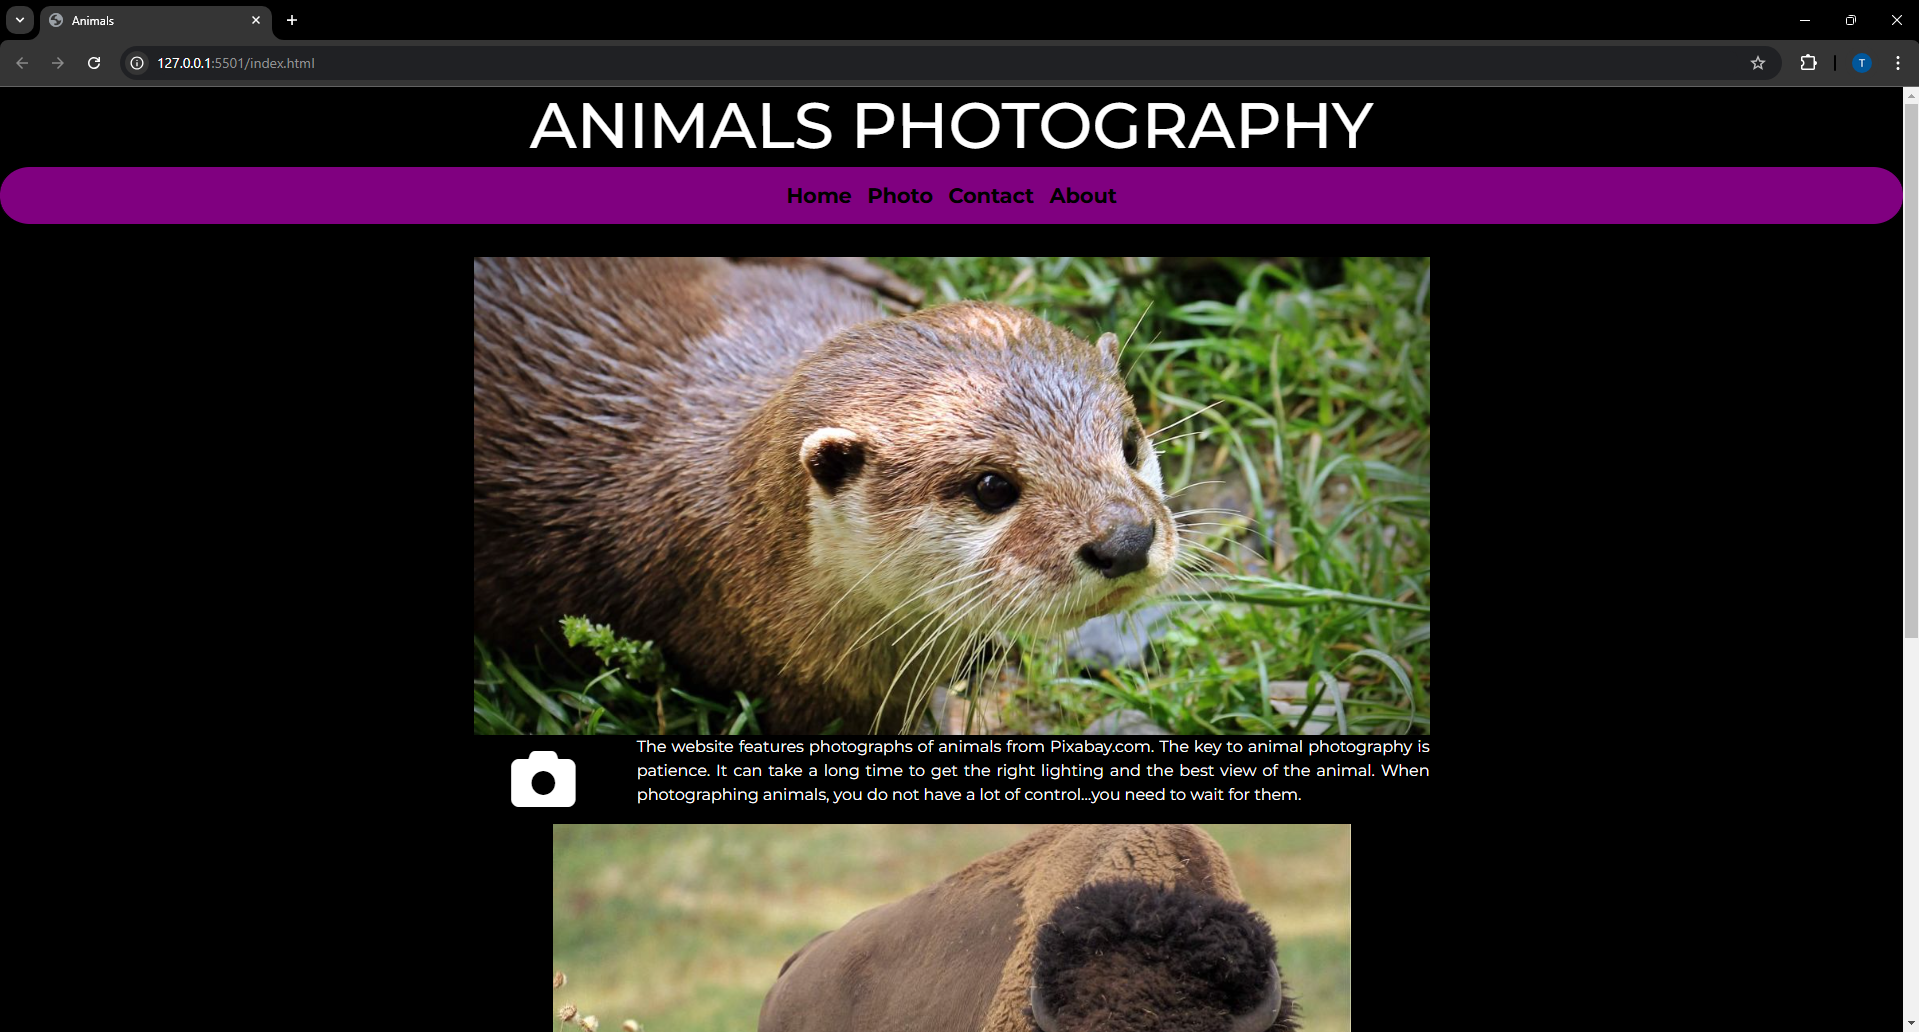 Animals
127.0.0.1:5501/index.html
T
ANIMALS PHOTOGRAPHY
Home Photo Contact About
The website features photographs of animals from Pixabay.com. The key to animal photography is
patience. It can take a long time to get the right lighting and the best view of the animal. When
photographing animals, you do not have a lot of control...you need to wait for them.